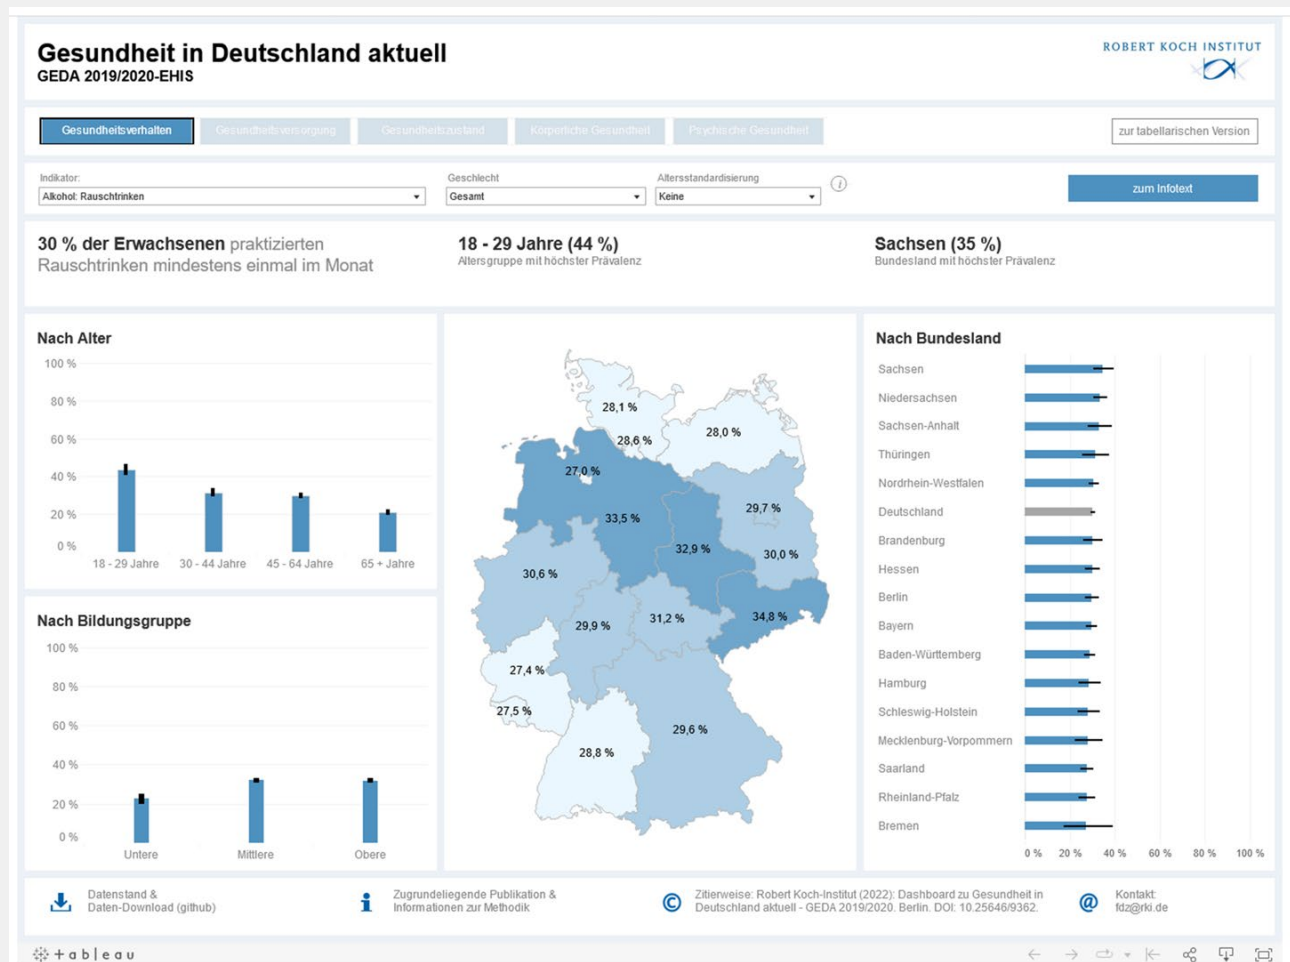 Gesundheit in Deutschland aktuell
GEDA 2019/2020-EHIS
ROBERT KOCH INSTITUT
Gesundheitsverhalten
Gesundheitsversorgung
Gesundheitszustand
Körperliche Gesundheit
Psychische Gesundheit
zur tabellarischen Version
Indikator:
Alkohol: Rauschtrinken
Geschlecht
Gesamt
Altersstandardisierung
Keine
i
zum Infotext
30 % der Erwachsenen praktizierten
Rauschtrinken mindestens einmal im Monat
18 - 29 Jahre (44 %)
Altersgruppe mit höchster Prävalenz
Sachsen (35 %)
Bundesland mit höchster Prävalenz
Nach Alter
100 %
80 %
60 %
40 %
20 %
0 %
18 - 29 Jahre
30 - 44 Jahre
45 - 64 Jahre
65 + Jahre
Nach Bildungsgruppe
100 %
80 %
60 %
40 %
20 %
0 %
Untere
Mittlere
Obere
28,1 %
28,6 %
28,0 %
27,0 %
33,5 %
29,7 %
32,9 %
30,0 %
30,6 %
29,9 %
31,2 %
34,8 %
27,4 %
27,5 %
29,6 %
28,8 %
Nach Bundesland
Sachsen
Niedersachsen
Sachsen-Anhalt
Thüringen
Nordrhein-Westfalen
Deutschland
Brandenburg
Hessen
Berlin
Bayern
Baden-Württemberg
Hamburg
Schleswig-Holstein
Mecklenburg-Vorpommern
Saarland
Rheinland-Pfalz
Bremen
0 %
20 %
40 %
60 %
80 %
100 %
Datenstand &
Daten-Download (github)
Zugrundeliegende Publikation &
Informationen zur Methodik
Zitierweise: Robert Koch-Institut (2022): Dashboard zu Gesundheit in
Deutschland aktuell - GEDA 2019/2020. Berlin. DOI: 10.25646/9362.
Kontakt:
fdz@rki.de
+ableau